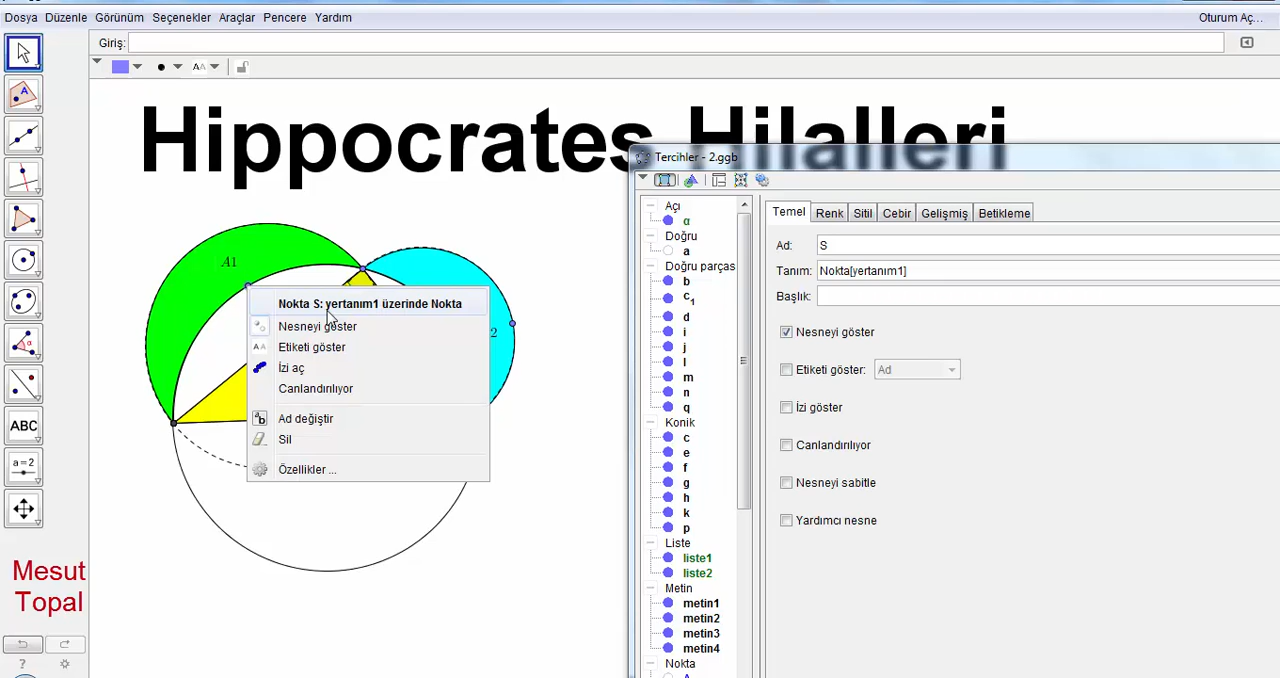 Dosya Düzenle Görünüm Seçenekler Araçlar Pencere Yardım Oturum Aç...
Giriş:
AA
Hippocrates Hilalleri
Tercihler - 2.ggb
Açı
α
Doğru
a
Doğru parças
b
c1
d
i
j
l
m
n
q
Konik
c
e
f
g
h
k
p
Liste
liste1
liste2
Metin
metin1
metin2
metin3
metin4
Nokta
Temel Renk Sitil Cebir Gelişmiş Betikleme
Ad: S
Tanım: Nokta[yertanım1]
Başlık:
Nesneyi göster
Etiketi göster: Ad
İzi göster
Canlandırılıyor
Nesneyi sabitle
Yardımcı nesne
A1
2
Nokta S: yertanım1 üzerinde Nokta
Nesneyi göster
AA Etiketi göster
İzi aç
Canlandırılıyor
ab Ad değiştir
Sil
Özellikler ...
A
α
ABC
a=2
Mesut
Topal
?